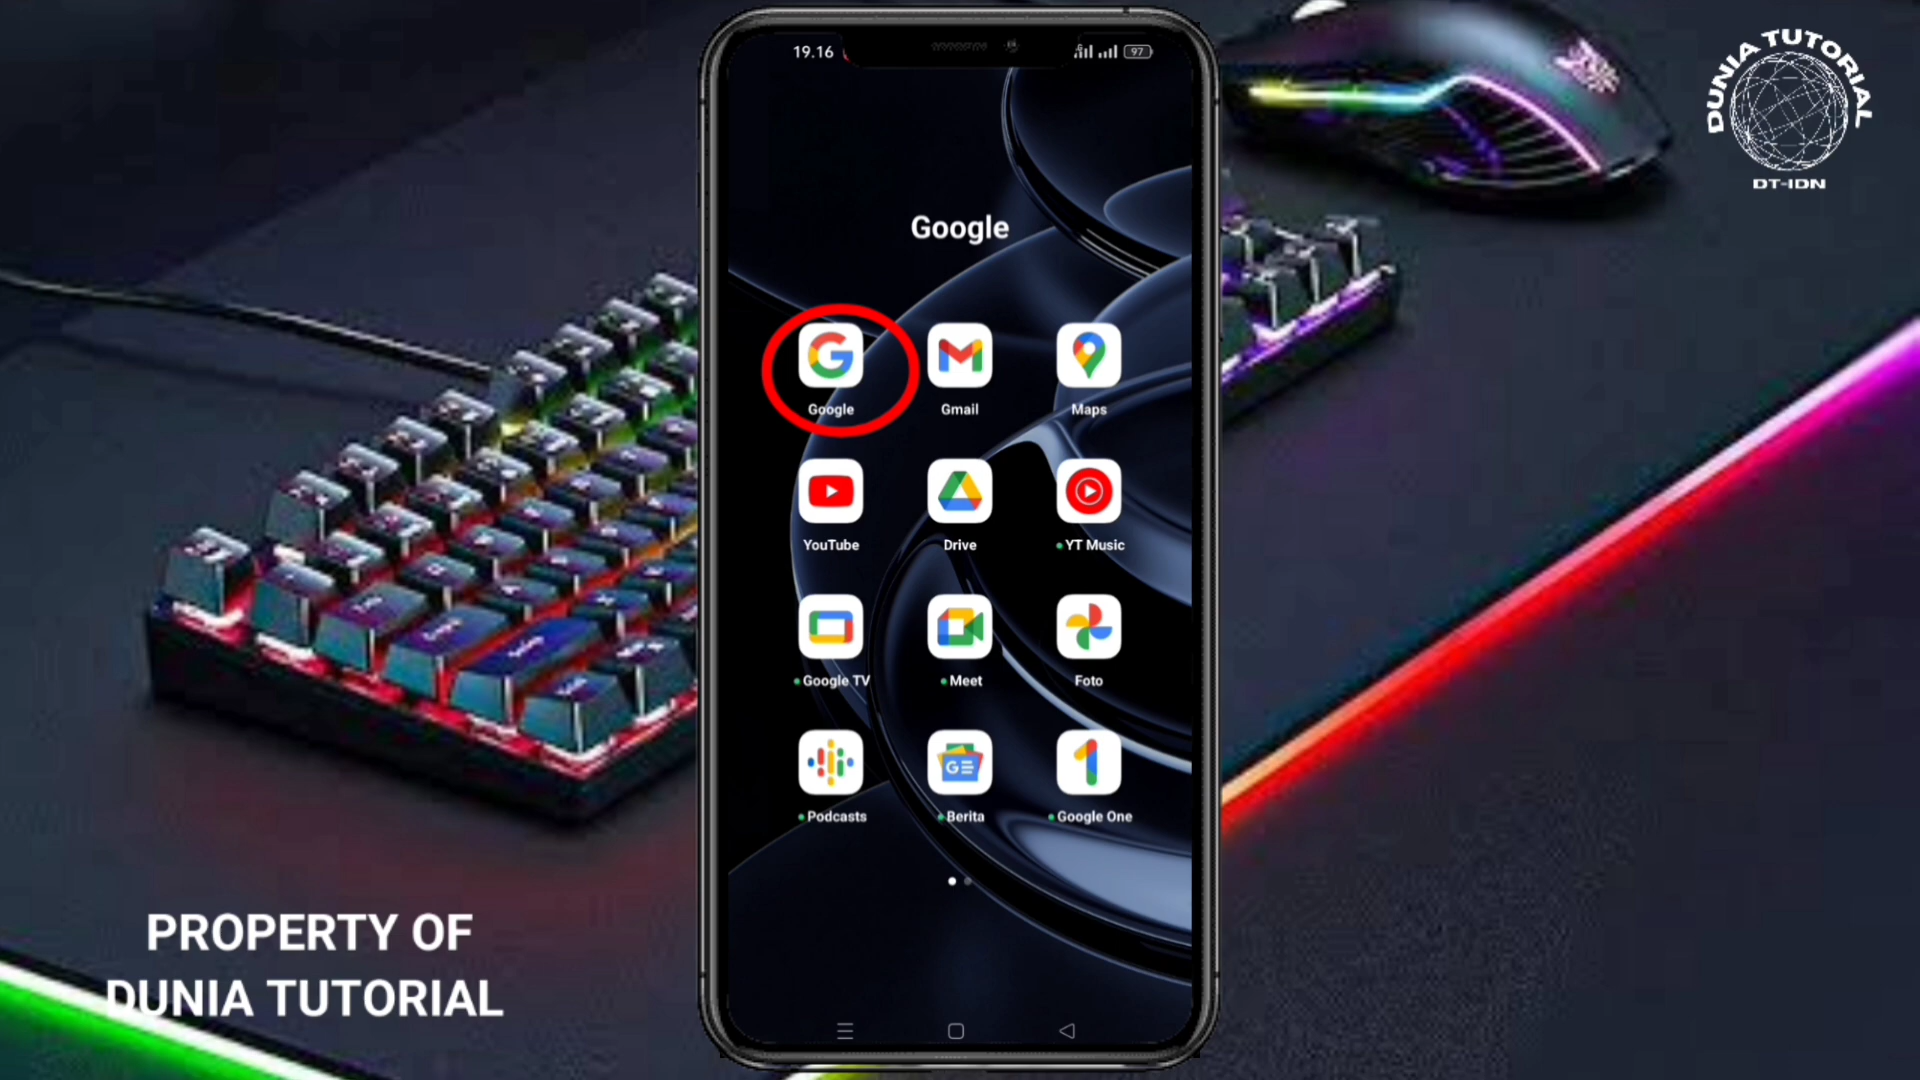 19.16
97
DUNIA TUTORIAL
DT-IDN
Google
Google
Gmail
Maps
YouTube
Drive
YT Music
Google TV
Meet
Foto
Podcasts
Berita
Google One
PROPERTY OF
DUNIA TUTORIAL